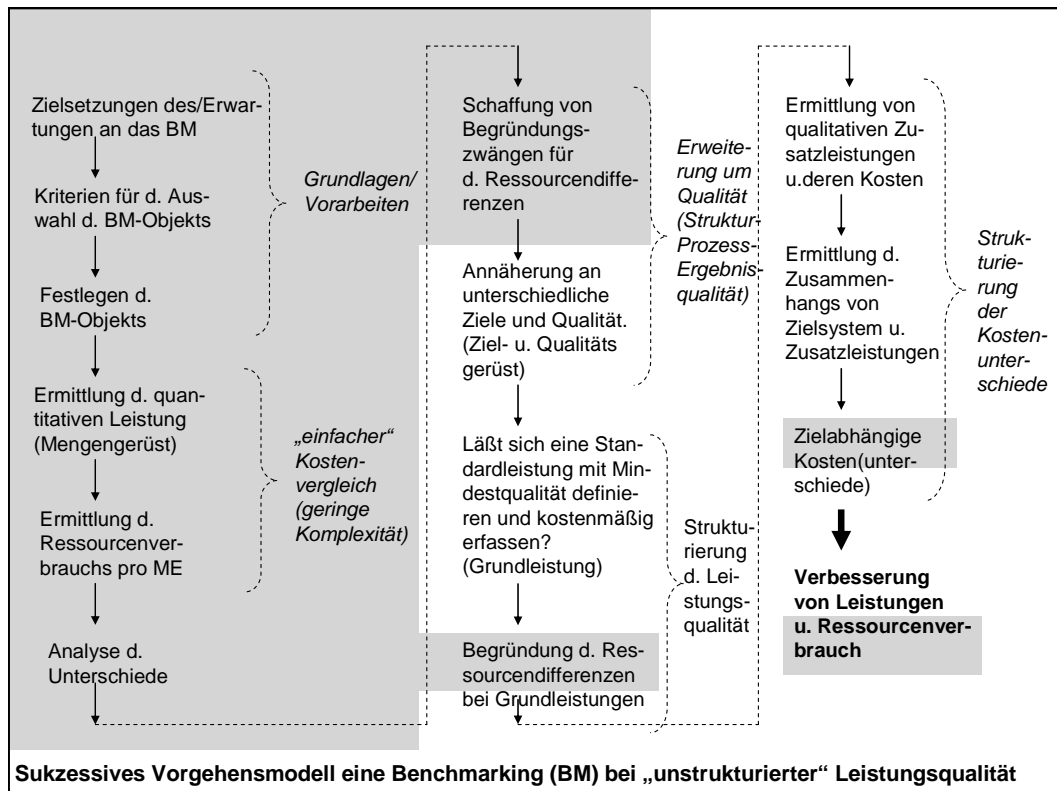 Zielsetzungen des/Erwar-
tungen an das BM
Kriterien für d. Aus-
wahl d. BM-Objekts
Festlegen d.
BM-Objekts
Grundlagen/
Vorarbeiten
Ermittlung d. quan-
titativen Leistung
(Mengengerüst)
Ermittlung d.
Ressourcenver-
brauchs pro ME
„einfacher“
Kosten-
vergleich
(geringe
Komplexität)
Analyse d.
Unterschiede
Schaffung von
Begründungs-
zwängen für
d. Ressourcendiffe-
renzen
Annäherung an
unterschiedliche
Ziele und Qualität.
(Ziel- u. Qualitäts
gerüst)
Erweite-
rung um
Qualität
(Struktur-
Prozess-
Ergebnis-
qualität)
Läßt sich eine Stan-
dardleistung mit Min-
destqualität definie-
ren und kostenmäßig
erfassen?
(Grundleistung)
Begründung d. Res-
sourcendifferenzen
bei Grundleistungen
Struktu-
rierung
d. Lei-
stungs-
qualität
Ermittlung von
qualitativen Zu-
satzleistungen
u.deren Kosten
Ermittlung d.
Zusammen-
hangs von
Zielsystem u.
Zusatzleistungen
Zielabhängige
Kosten(unter-
schiede)
Struk-
turie-
rung
der
Kosten-
unter-
schiede
Verbesserung
von Leistungen
u. Ressourcenver-
brauch
Sukzessives Vorgehensmodell eine Benchmarking (BM) bei „unstrukturierter“ Leistungsqualität